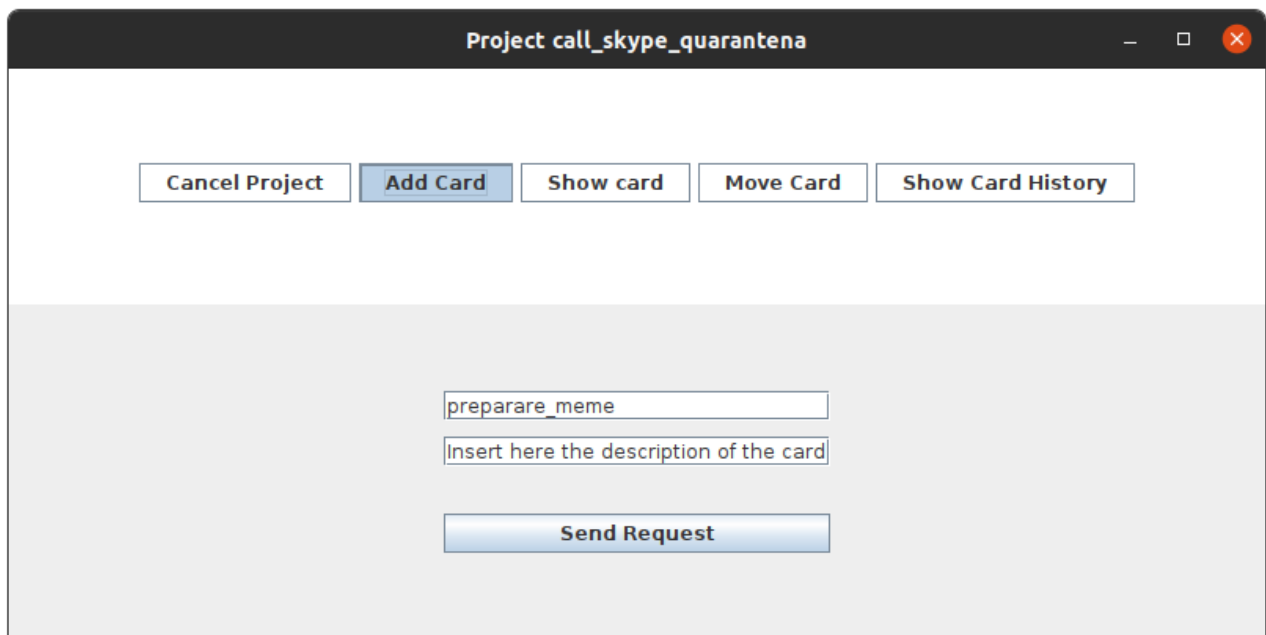 Project call_skype_quarantena
Cancel Project Add Card Show card Move Card Show Card History
preparare_meme
Insert here the description of the card
Send Request